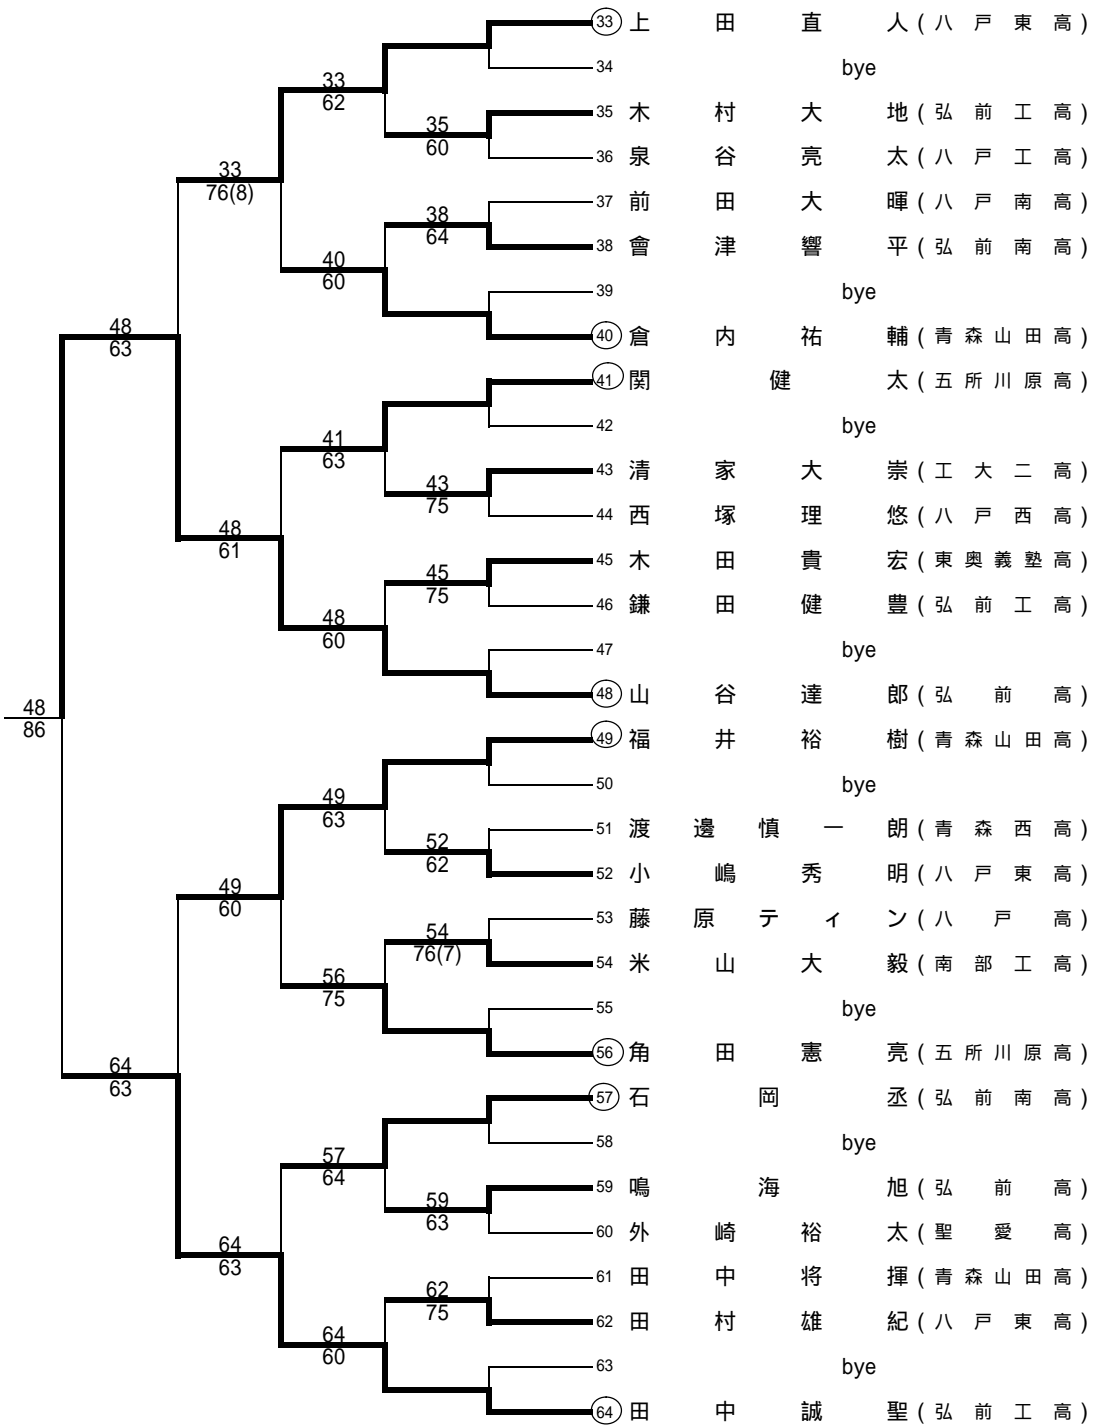 33 上田直人 (八戸東高)
34 bye
33
62
35 木村大地 (弘前工高)
35
60
36 泉谷亮太 (八戸工高)
33
76(8)
37 前田大暉 (八戸南高)
38
64
38 會津響平 (弘前南高)
40
60
39 bye
48
63
40 倉内祐輔 (青森山田高)
41 関健太 (五所川原高)
42 bye
41
63
43 清家大崇 (工大二高)
43
75
44 西塚理悠 (八戸西高)
48
61
45 木田貴宏 (東奥義塾高)
45
75
46 鎌田健豊 (弘前工高)
48
60
47 bye
48 山谷達郎 (弘前高)
48
86
49 福井裕樹 (青森山田高)
50 bye
49
63
51 渡邊慎一朗 (青森西高)
52
62
52 小嶋秀明 (八戸東高)
49
60
53 藤原ティン (八戸高)
54
76(7)
54 米山大毅 (南部工高)
56
75
55 bye
56 角田憲亮 (五所川原高)
64
63
57 石岡丞 (弘前南高)
58 bye
57
64
59 鳴海旭 (弘前高)
59
63
60 外崎裕太 (聖愛高)
64
63
61 田中将揮 (青森山田高)
62
75
62 田村雄紀 (八戸東高)
64
60
63 bye
64 田中誠聖 (弘前工高)